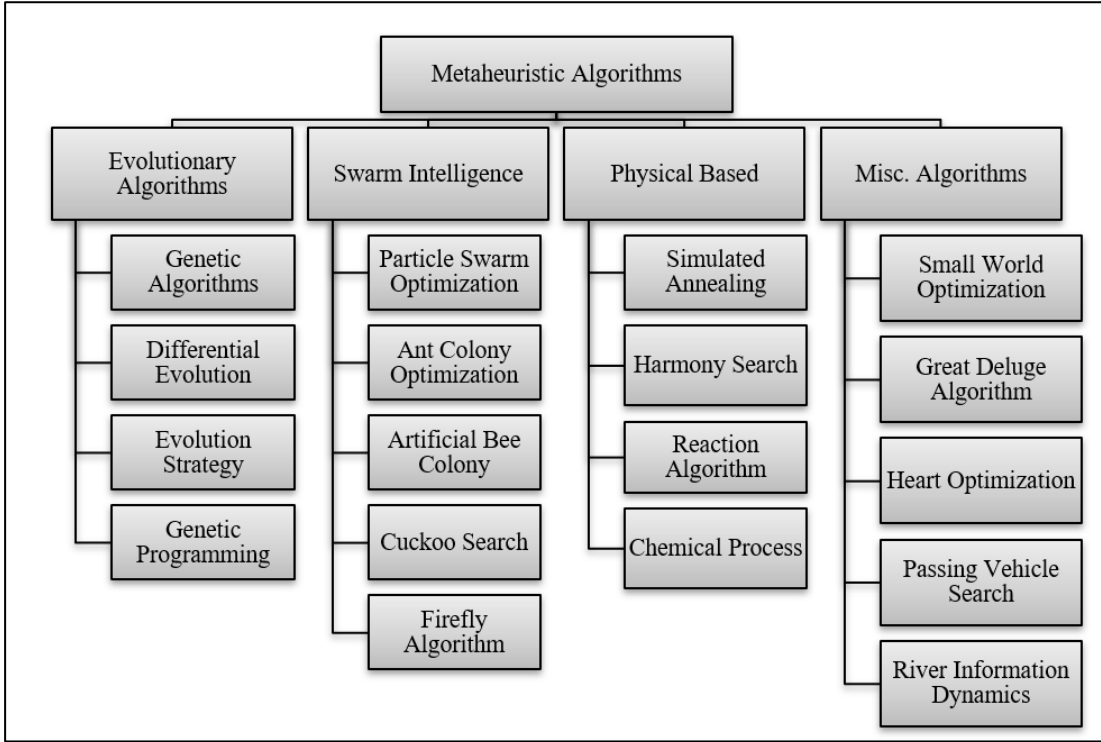 Metaheuristic Algorithms
Evolutionary
Algorithms
Swarm Intelligence
Physical Based
Misc. Algorithms
Genetic
Algorithms
Differential
Evolution
Evolution
Strategy
Genetic
Programming
Particle Swarm
Optimization
Ant Colony
Optimization
Artificial Bee
Colony
Cuckoo Search
Firefly
Algorithm
Simulated
Annealing
Harmony Search
Reaction
Algorithm
Chemical Process
Small World
Optimization
Great Deluge
Algorithm
Heart Optimization
Passing Vehicle
Search
River Information
Dynamics